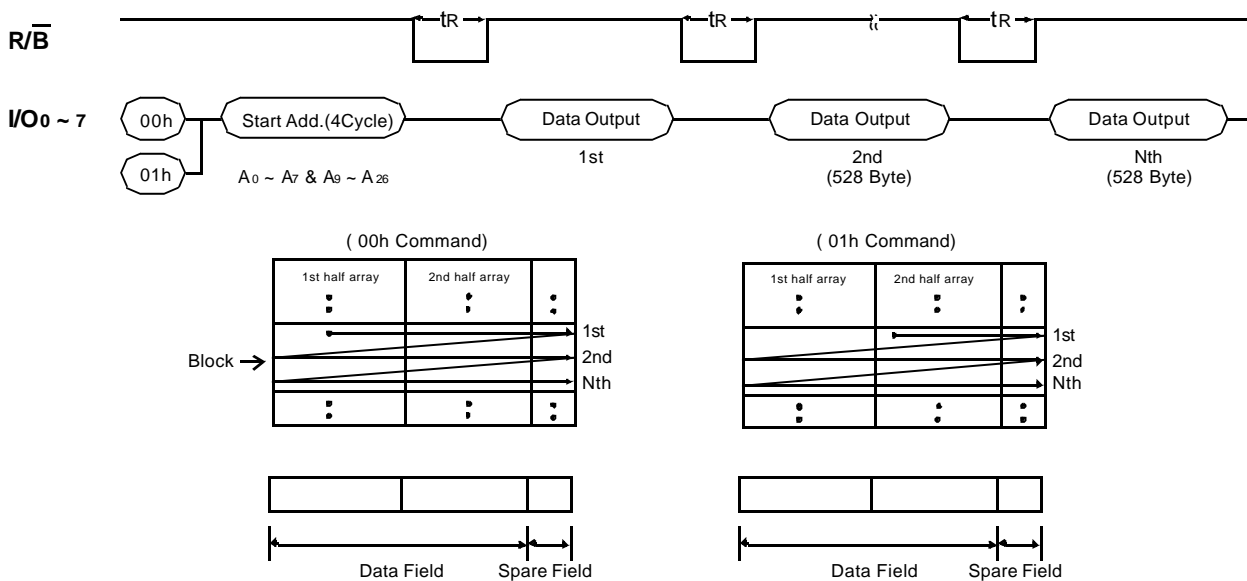 tR tR tR
R/B
I/O0 ~ 7 00h Start Add.(4Cycle) Data Output Data Output Data Output
01h A0 ~ A7 & A9 ~ A26 1st 2nd Nth
(528 Byte) (528 Byte)
( 00h Command) ( 01h Command)
1st half array 2nd half array 1st half array 2nd half array
1st 1st
Block 2nd 2nd
Nth Nth
Data Field Spare Field Data Field Spare Field